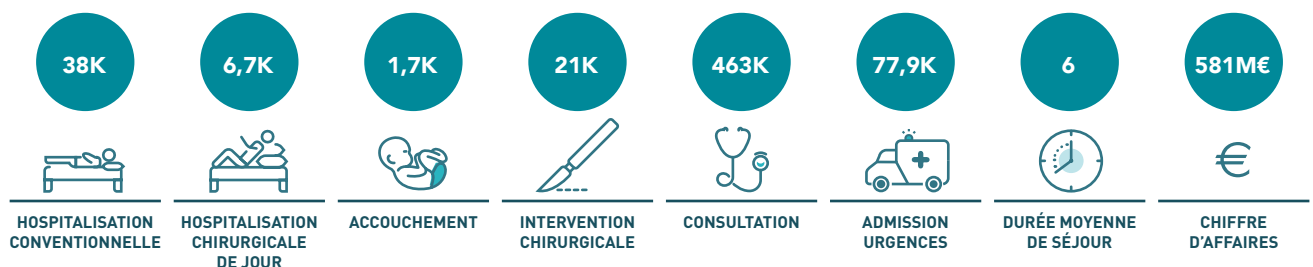 38K
6,7K
1,7K
21K
463K
77,9K
6
581M€
€
HOSPITALISATION
CONVENTIONNELLE
HOSPITALISATION
CHIRURGICALE
DE JOUR
ACCOUCHEMENT
INTERVENTION
CHIRURGICALE
CONSULTATION
ADMISSION
URGENCES
DURÉE MOYENNE
DE SÉJOUR
CHIFFRE
D’AFFAIRES